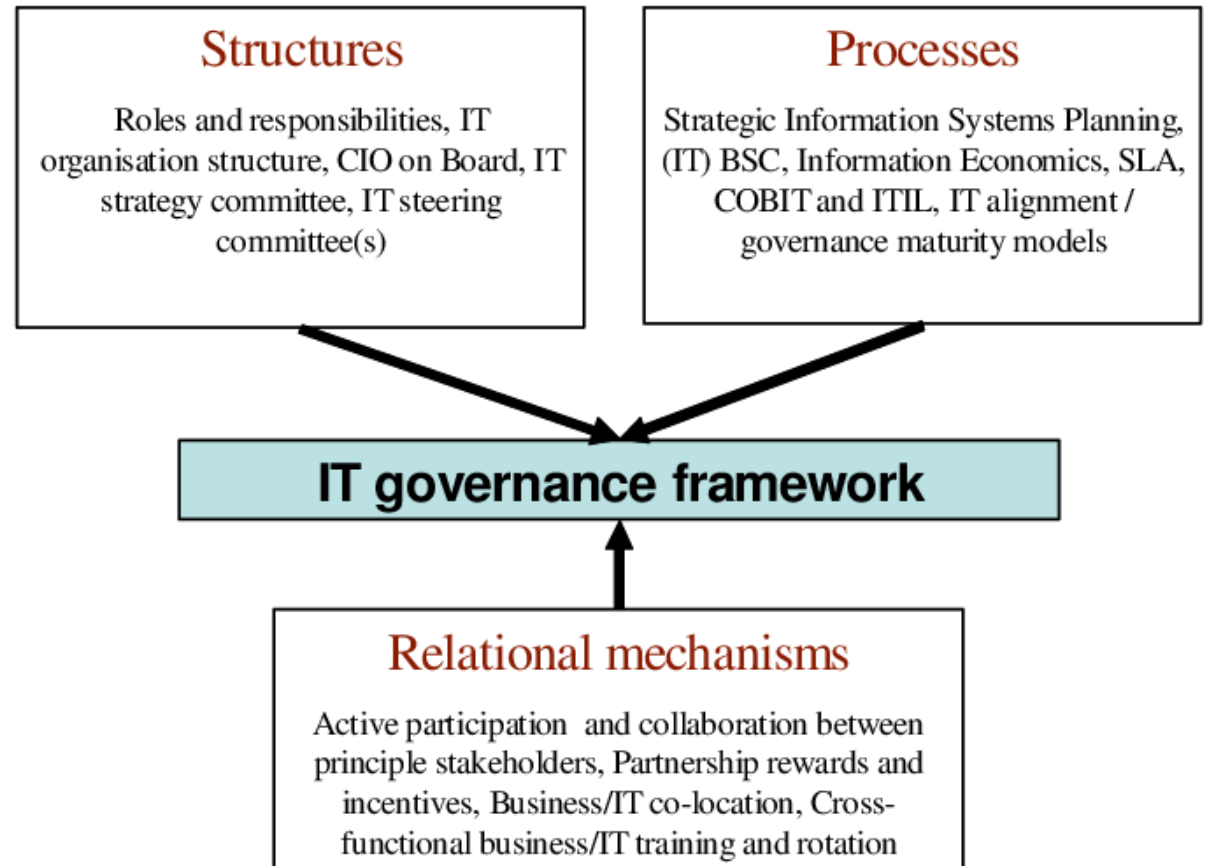 Structures
Roles and responsibilities, IT
organisation structure, CIO on Board, IT
strategy committee, IT steering
committee(s)
Processes
Strategic Information Systems Planning,
(IT) BSC, Information Economics, SLA,
COBIT and ITIL, IT alignment /
governance maturity models
IT governance framework
Relational mechanisms
Active participation and collaboration between
principle stakeholders, Partnership rewards and
incentives, Business/IT co-location, Cross-
functional business/IT training and rotation